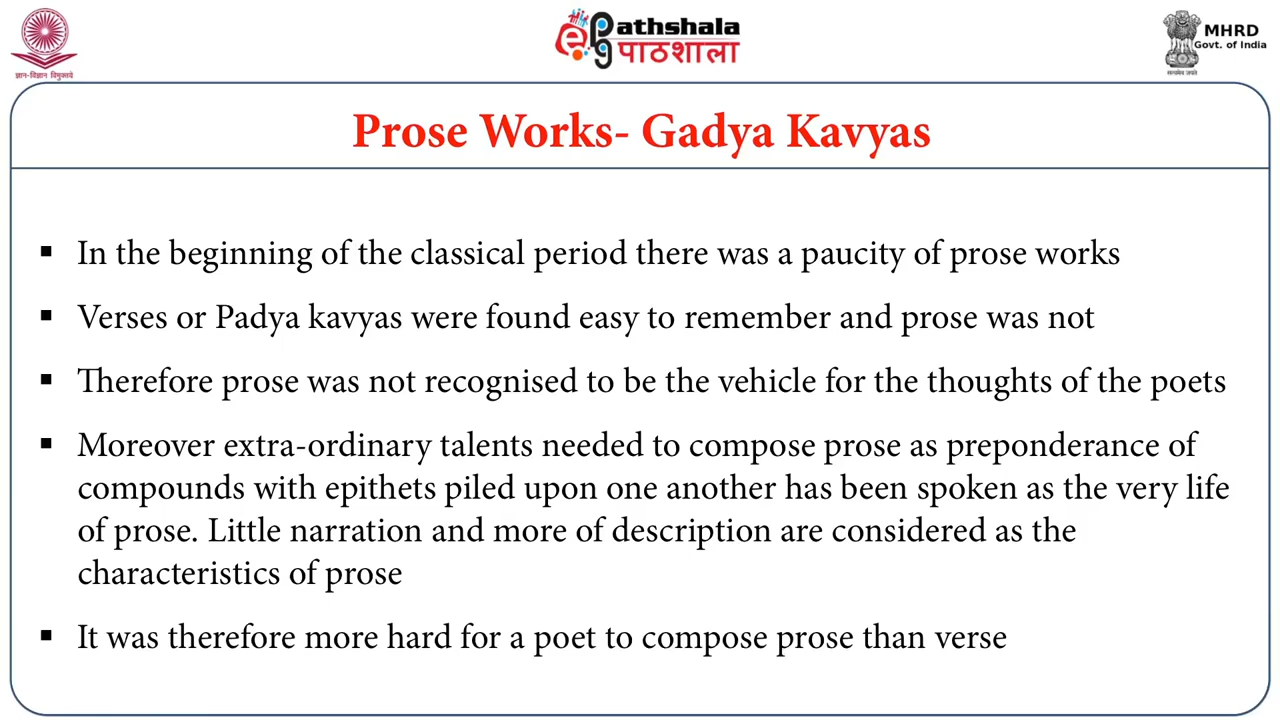 ज्ञान-विज्ञान विमुक्तये
ePathshala
पाठशाला
MHRD
Govt. of India
सत्यमेव जयते
Prose Works- Gadya Kavyas
▪ In the beginning of the classical period there was a paucity of prose works
▪ Verses or Padya kavyas were found easy to remember and prose was not
▪ Therefore prose was not recognised to be the vehicle for the thoughts of the poets
▪ Moreover extra-ordinary talents needed to compose prose as preponderance of
compounds with epithets piled upon one another has been spoken as the very life
of prose. Little narration and more of description are considered as the
characteristics of prose
▪ It was therefore more hard for a poet to compose prose than verse